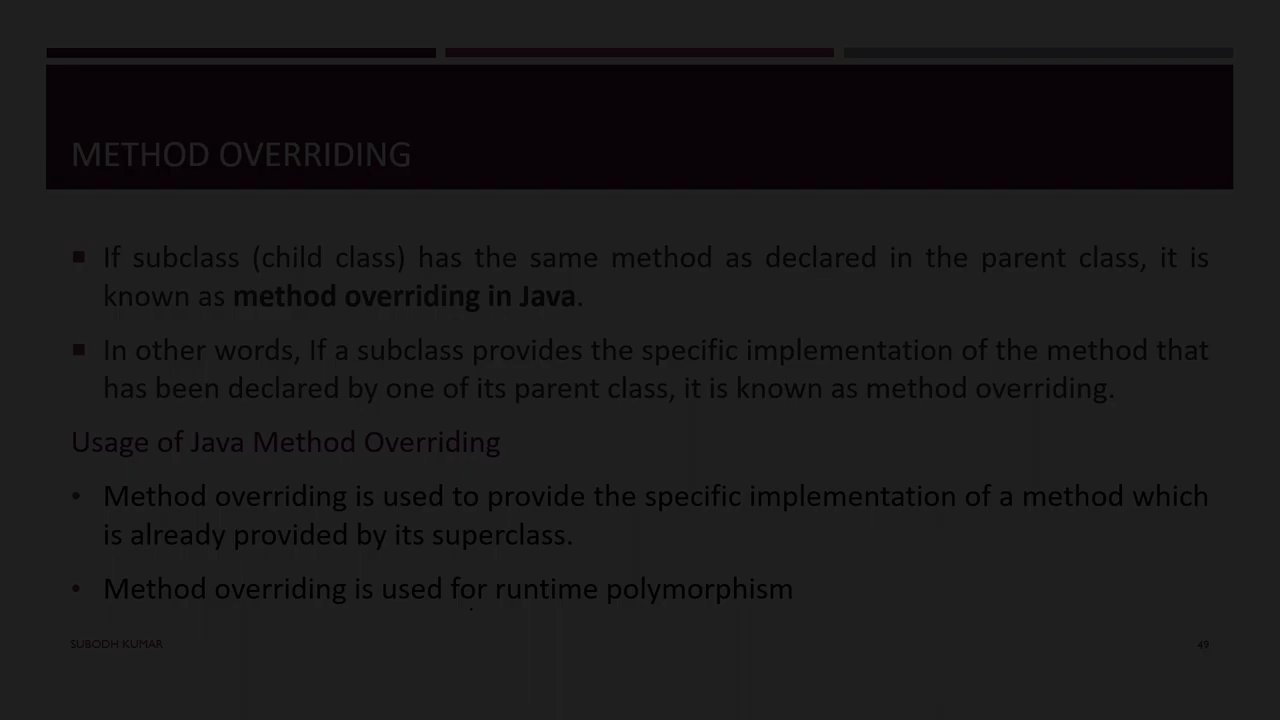 METHOD OVERRIDING
If subclass (child class) has the same method as declared in the parent class, it is
known as method overriding in Java.
In other words, If a subclass provides the specific implementation of the method that
has been declared by one of its parent class, it is known as method overriding.
Usage of Java Method Overriding
• Method overriding is used to provide the specific implementation of a method which
is already provided by its superclass.
• Method overriding is used for runtime polymorphism
SUBODH KUMAR
49